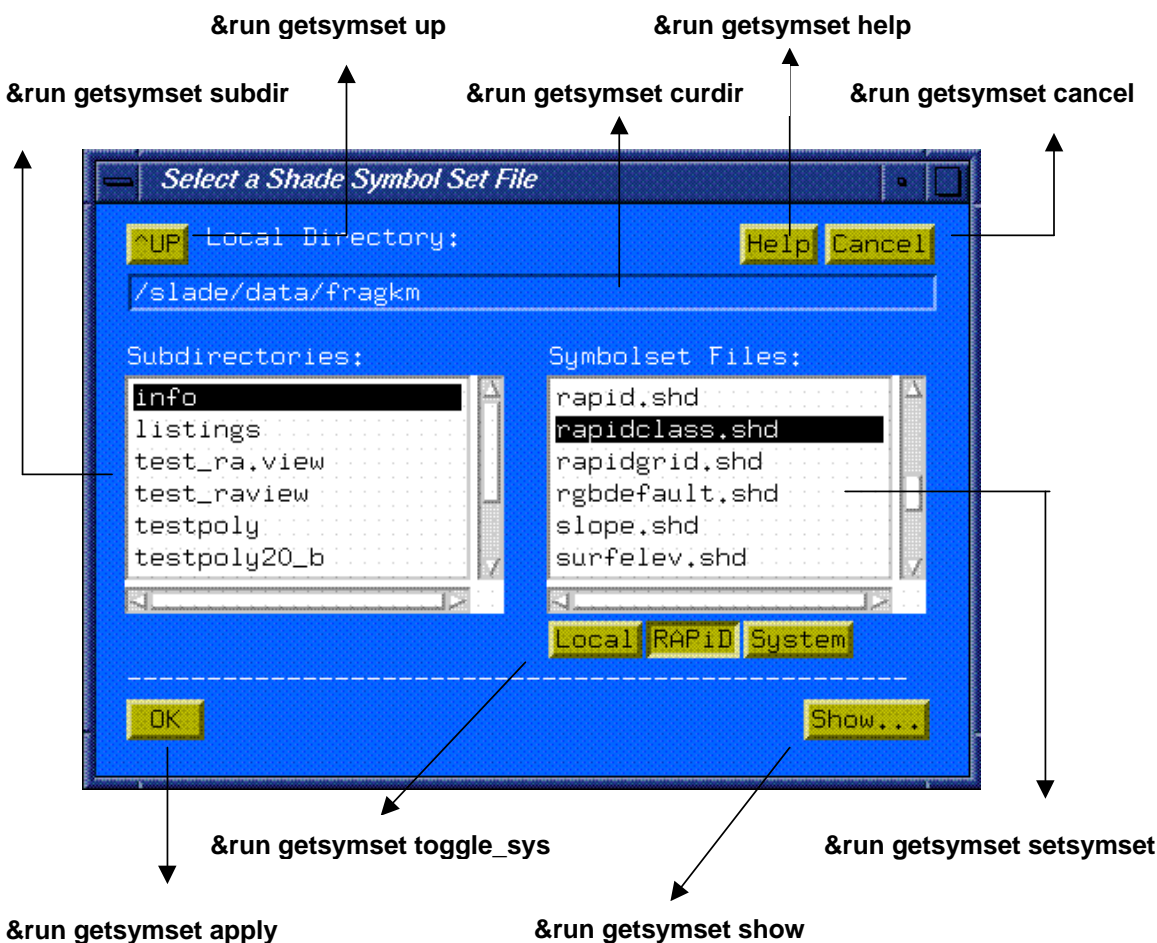 &run getsymset up
&run getsymset help
&run getsymset subdir
&run getsymset curdir
&run getsymset cancel
Select a Shade Symbol Set File
^UP
Local Directory:
Help
Cancel
/slade/data/fragkm
Subdirectories:
info
listings
test_ra.view
test_raview
testpoly
testpoly20_b
Symbolset Files:
rapid.shd
rapidclass.shd
rapidgrid.shd
rgbdefault.shd
slope.shd
surfelev.shd
Local
RAPiD
System
OK
Show...
&run getsymset toggle_sys
&run getsymset setsymset
&run getsymset apply
&run getsymset show